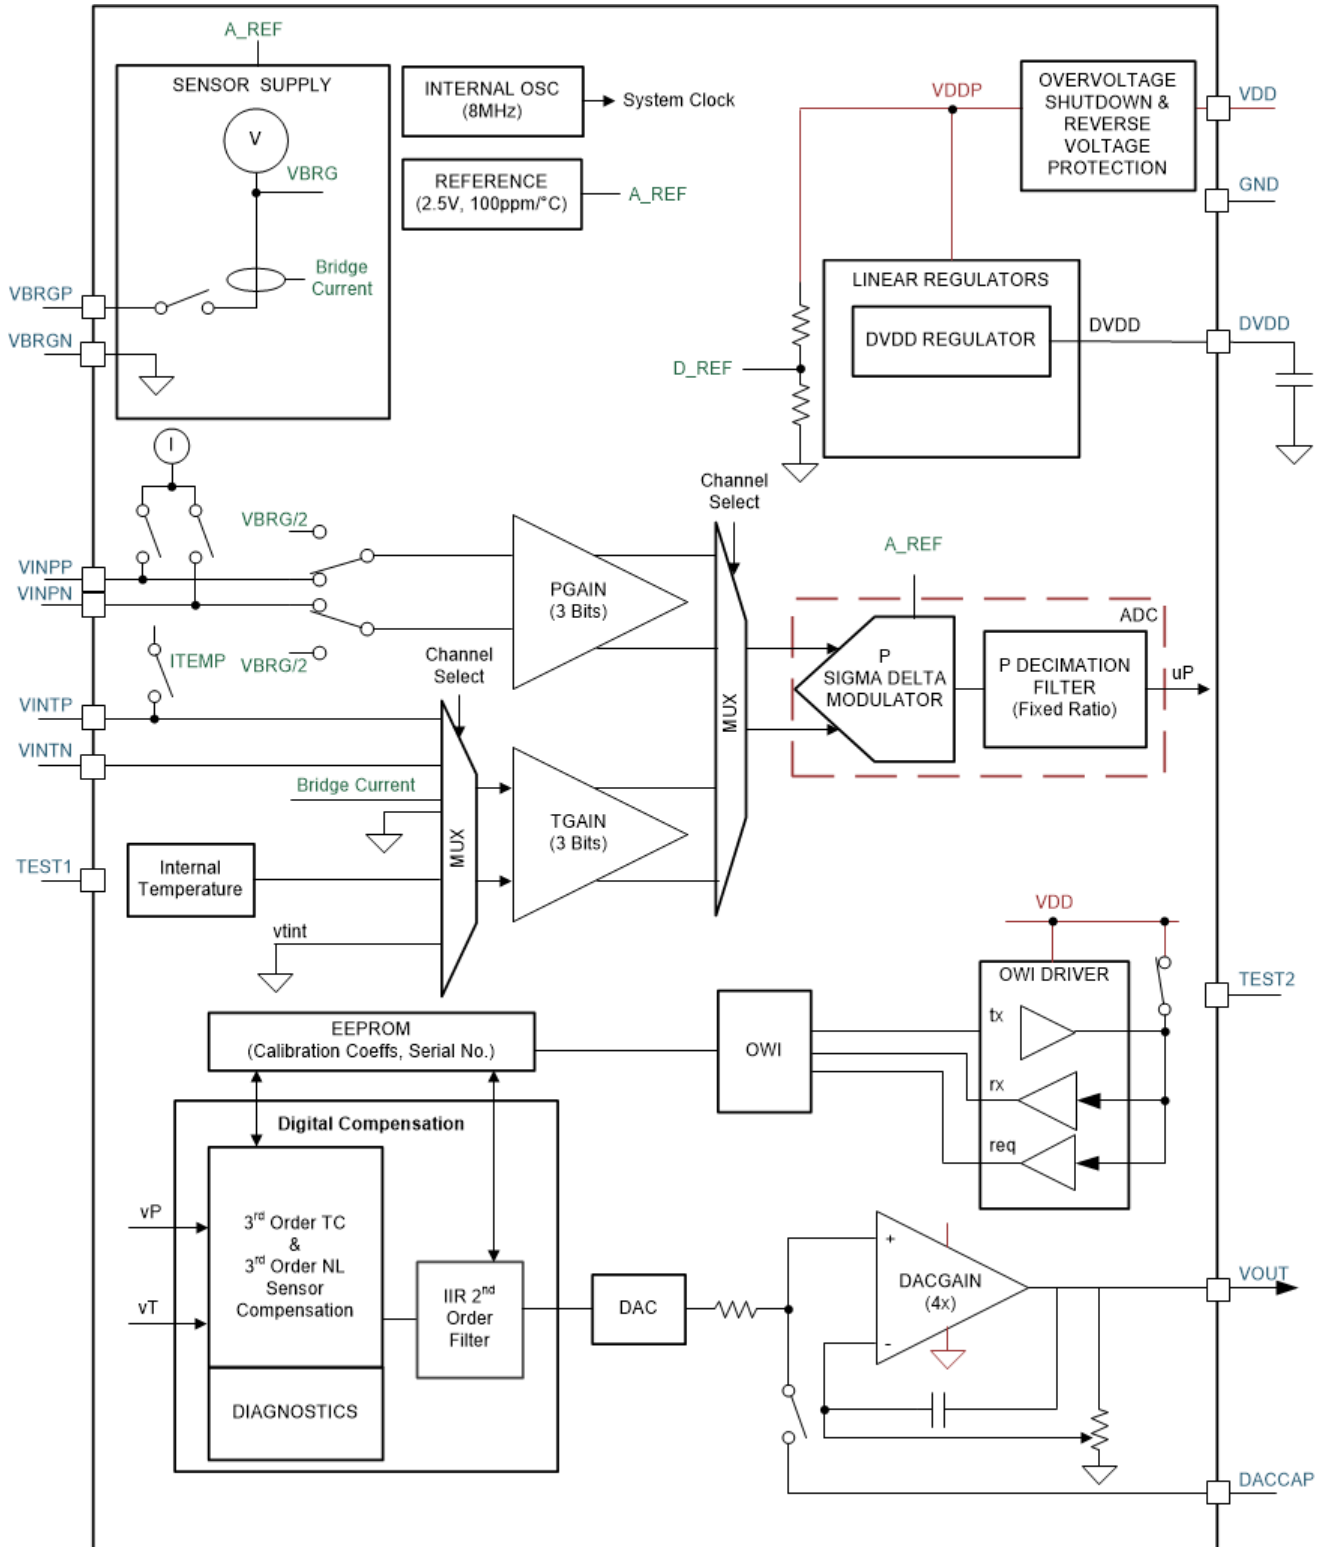 A_REF
SENSOR SUPPLY
V
VBRG
Bridge
Current
VBRGP
VBRGN
INTERNAL OSC
(8MHz)
System Clock
REFERENCE
(2.5V, 100ppm/°C)
A_REF
VDDP
OVERVOLTAGE
SHUTDOWN &
REVERSE
VOLTAGE
PROTECTION
VDD
GND
LINEAR REGULATORS
DVDD REGULATOR
DVDD
DVDD
D_REF
I
VBRG/2
VINPP
VINPN
ITEMP
VBRG/2
PGAIN
(3 Bits)
Channel
Select
MUX
A_REF
ADC
P
SIGMA DELTA
MODULATOR
P DECIMATION
FILTER
(Fixed Ratio)
uP
Channel
Select
VINTP
VINTN
Bridge Current
MUX
TGAIN
(3 Bits)
TEST1
Internal
Temperature
vtint
VDD
OWI DRIVER
tx
rx
req
TEST2
OWI
EEPROM
(Calibration Coeffs, Serial No.)
Digital Compensation
vP
vT
3rd Order TC
&
3rd Order NL
Sensor
Compensation
DIAGNOSTICS
IIR 2nd
Order
Filter
DAC
+
DACGAIN
(4x)
-
VOUT
DACCAP